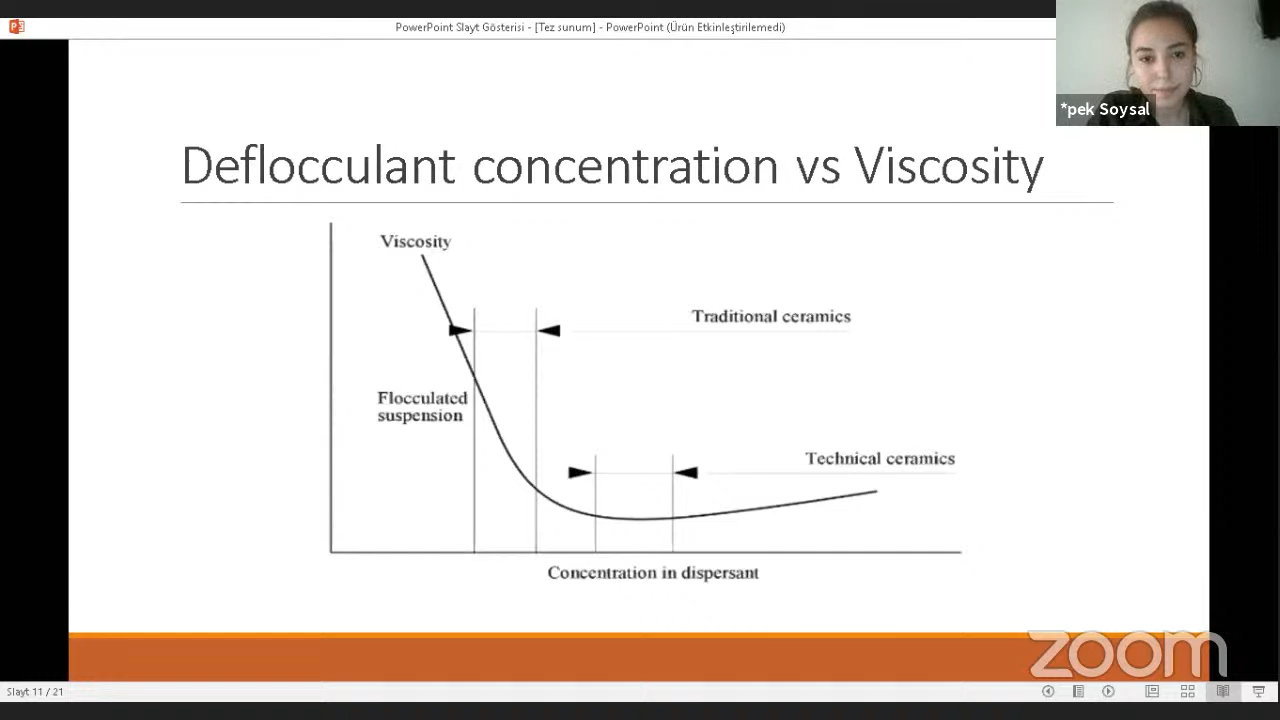 PowerPoint Slayt Gösterisi - [Tez sunum] - PowerPoint (Ürün Etkinleştirilemedi)
*pek Soysal
Deflocculant concentration vs Viscosity
Viscosity
Traditional ceramics
Flocculated
suspension
Technical ceramics
Concentration in dispersant
zoom
Slayt 11 / 21